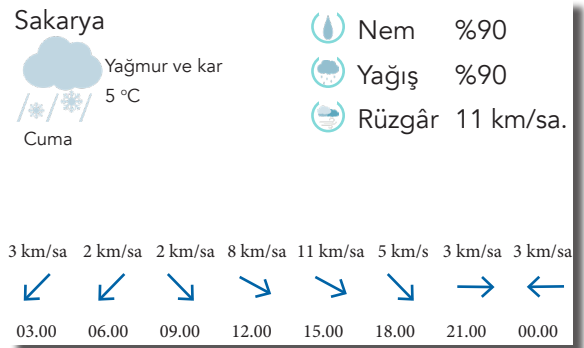 Sakarya
Yağmur ve kar
5 °C
Cuma
Nem %90
Yağış %90
Rüzgâr 11 km/sa.
3 km/sa 2 km/sa 2 km/sa 8 km/sa 11 km/sa 5 km/s 3 km/sa 3 km/sa
03.00 06.00 09.00 12.00 15.00 18.00 21.00 00.00